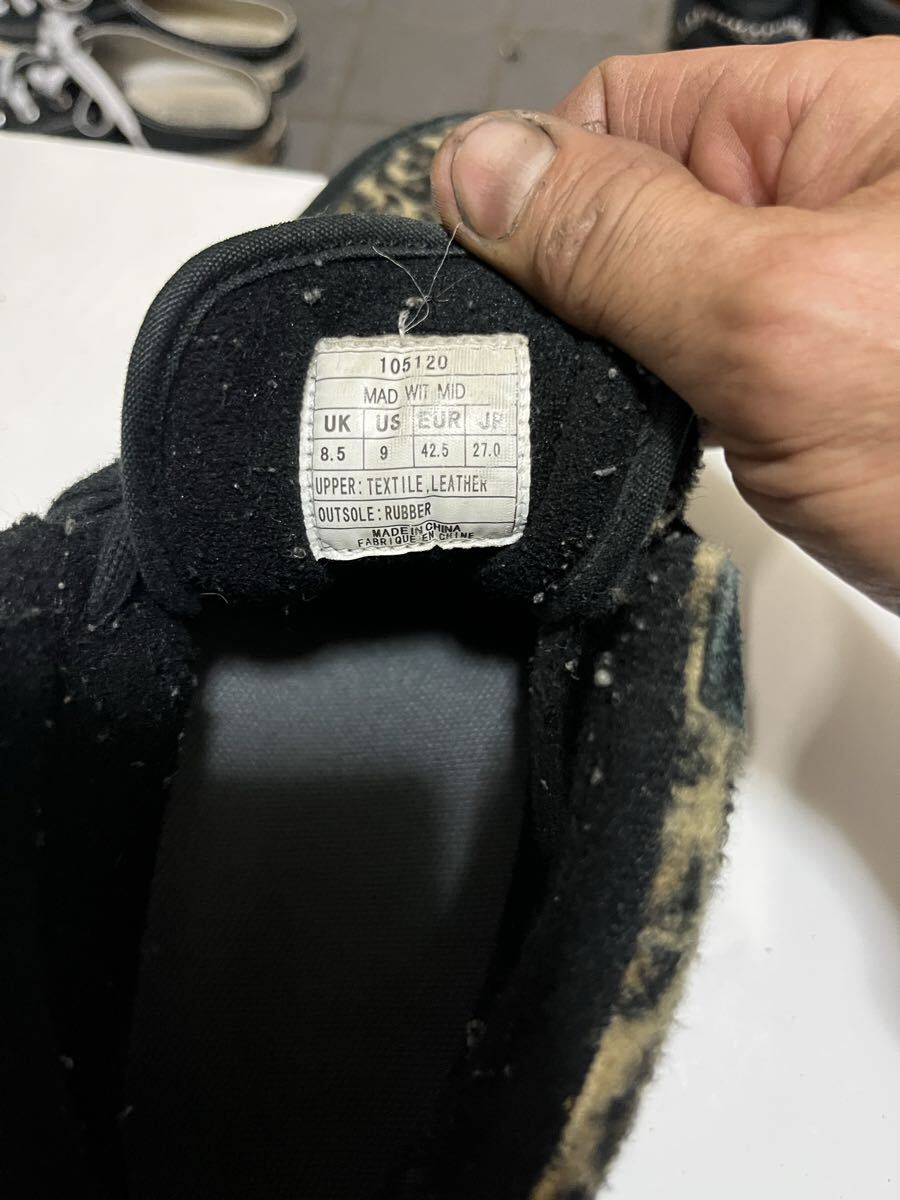 105120
MAD WIT MID
UK US EUR JP
8.5 9 42.5 27.0
UPPER: TEXTILE, LEATHER
OUTSOLE: RUBBER
MADE IN CHINA
FABRIQUE EN CHINE